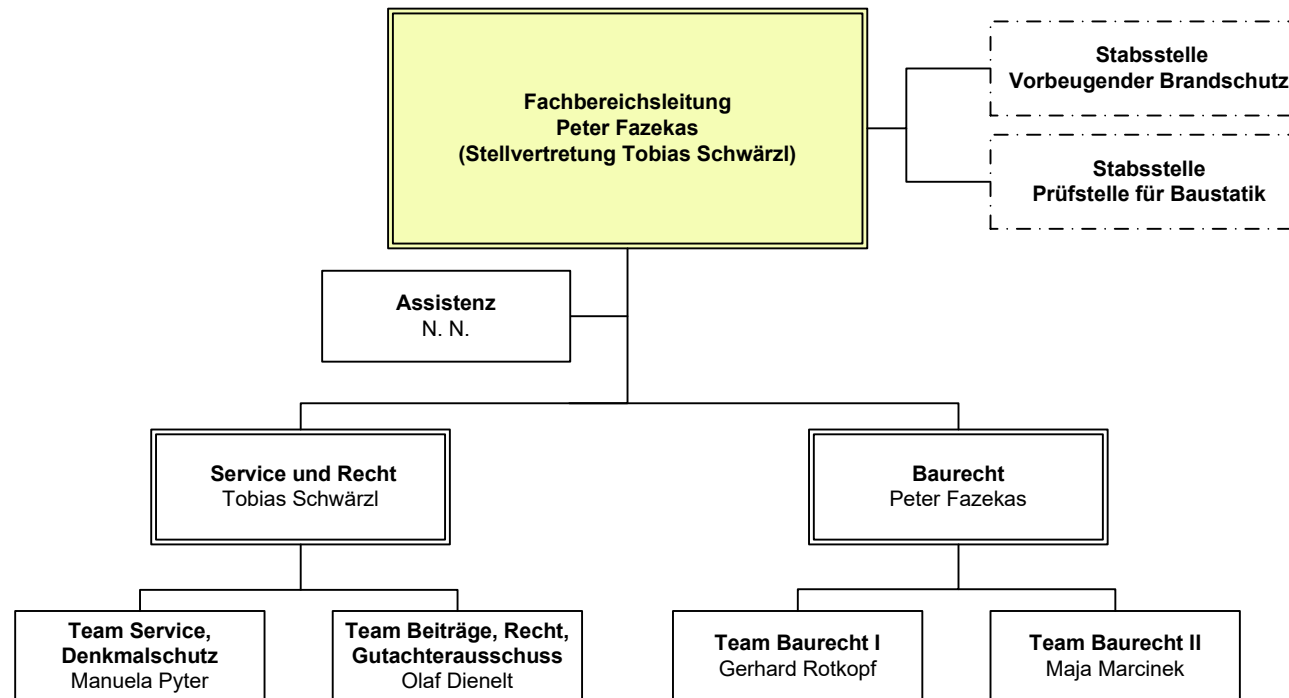 Fachbereichsleitung
Peter Fazekas
(Stellvertretung Tobias Schwärzl)
Stabsstelle
Vorbeugender Brandschutz
Stabsstelle
Prüfstelle für Baustatik
Assistenz
N. N.
Service und Recht
Tobias Schwärzl
Baurecht
Peter Fazekas
Team Service,
Denkmalschutz
Manuela Pyter
Team Beiträge, Recht,
Gutachterausschuss
Olaf Dienelt
Team Baurecht I
Gerhard Rotkopf
Team Baurecht II
Maja Marcinek